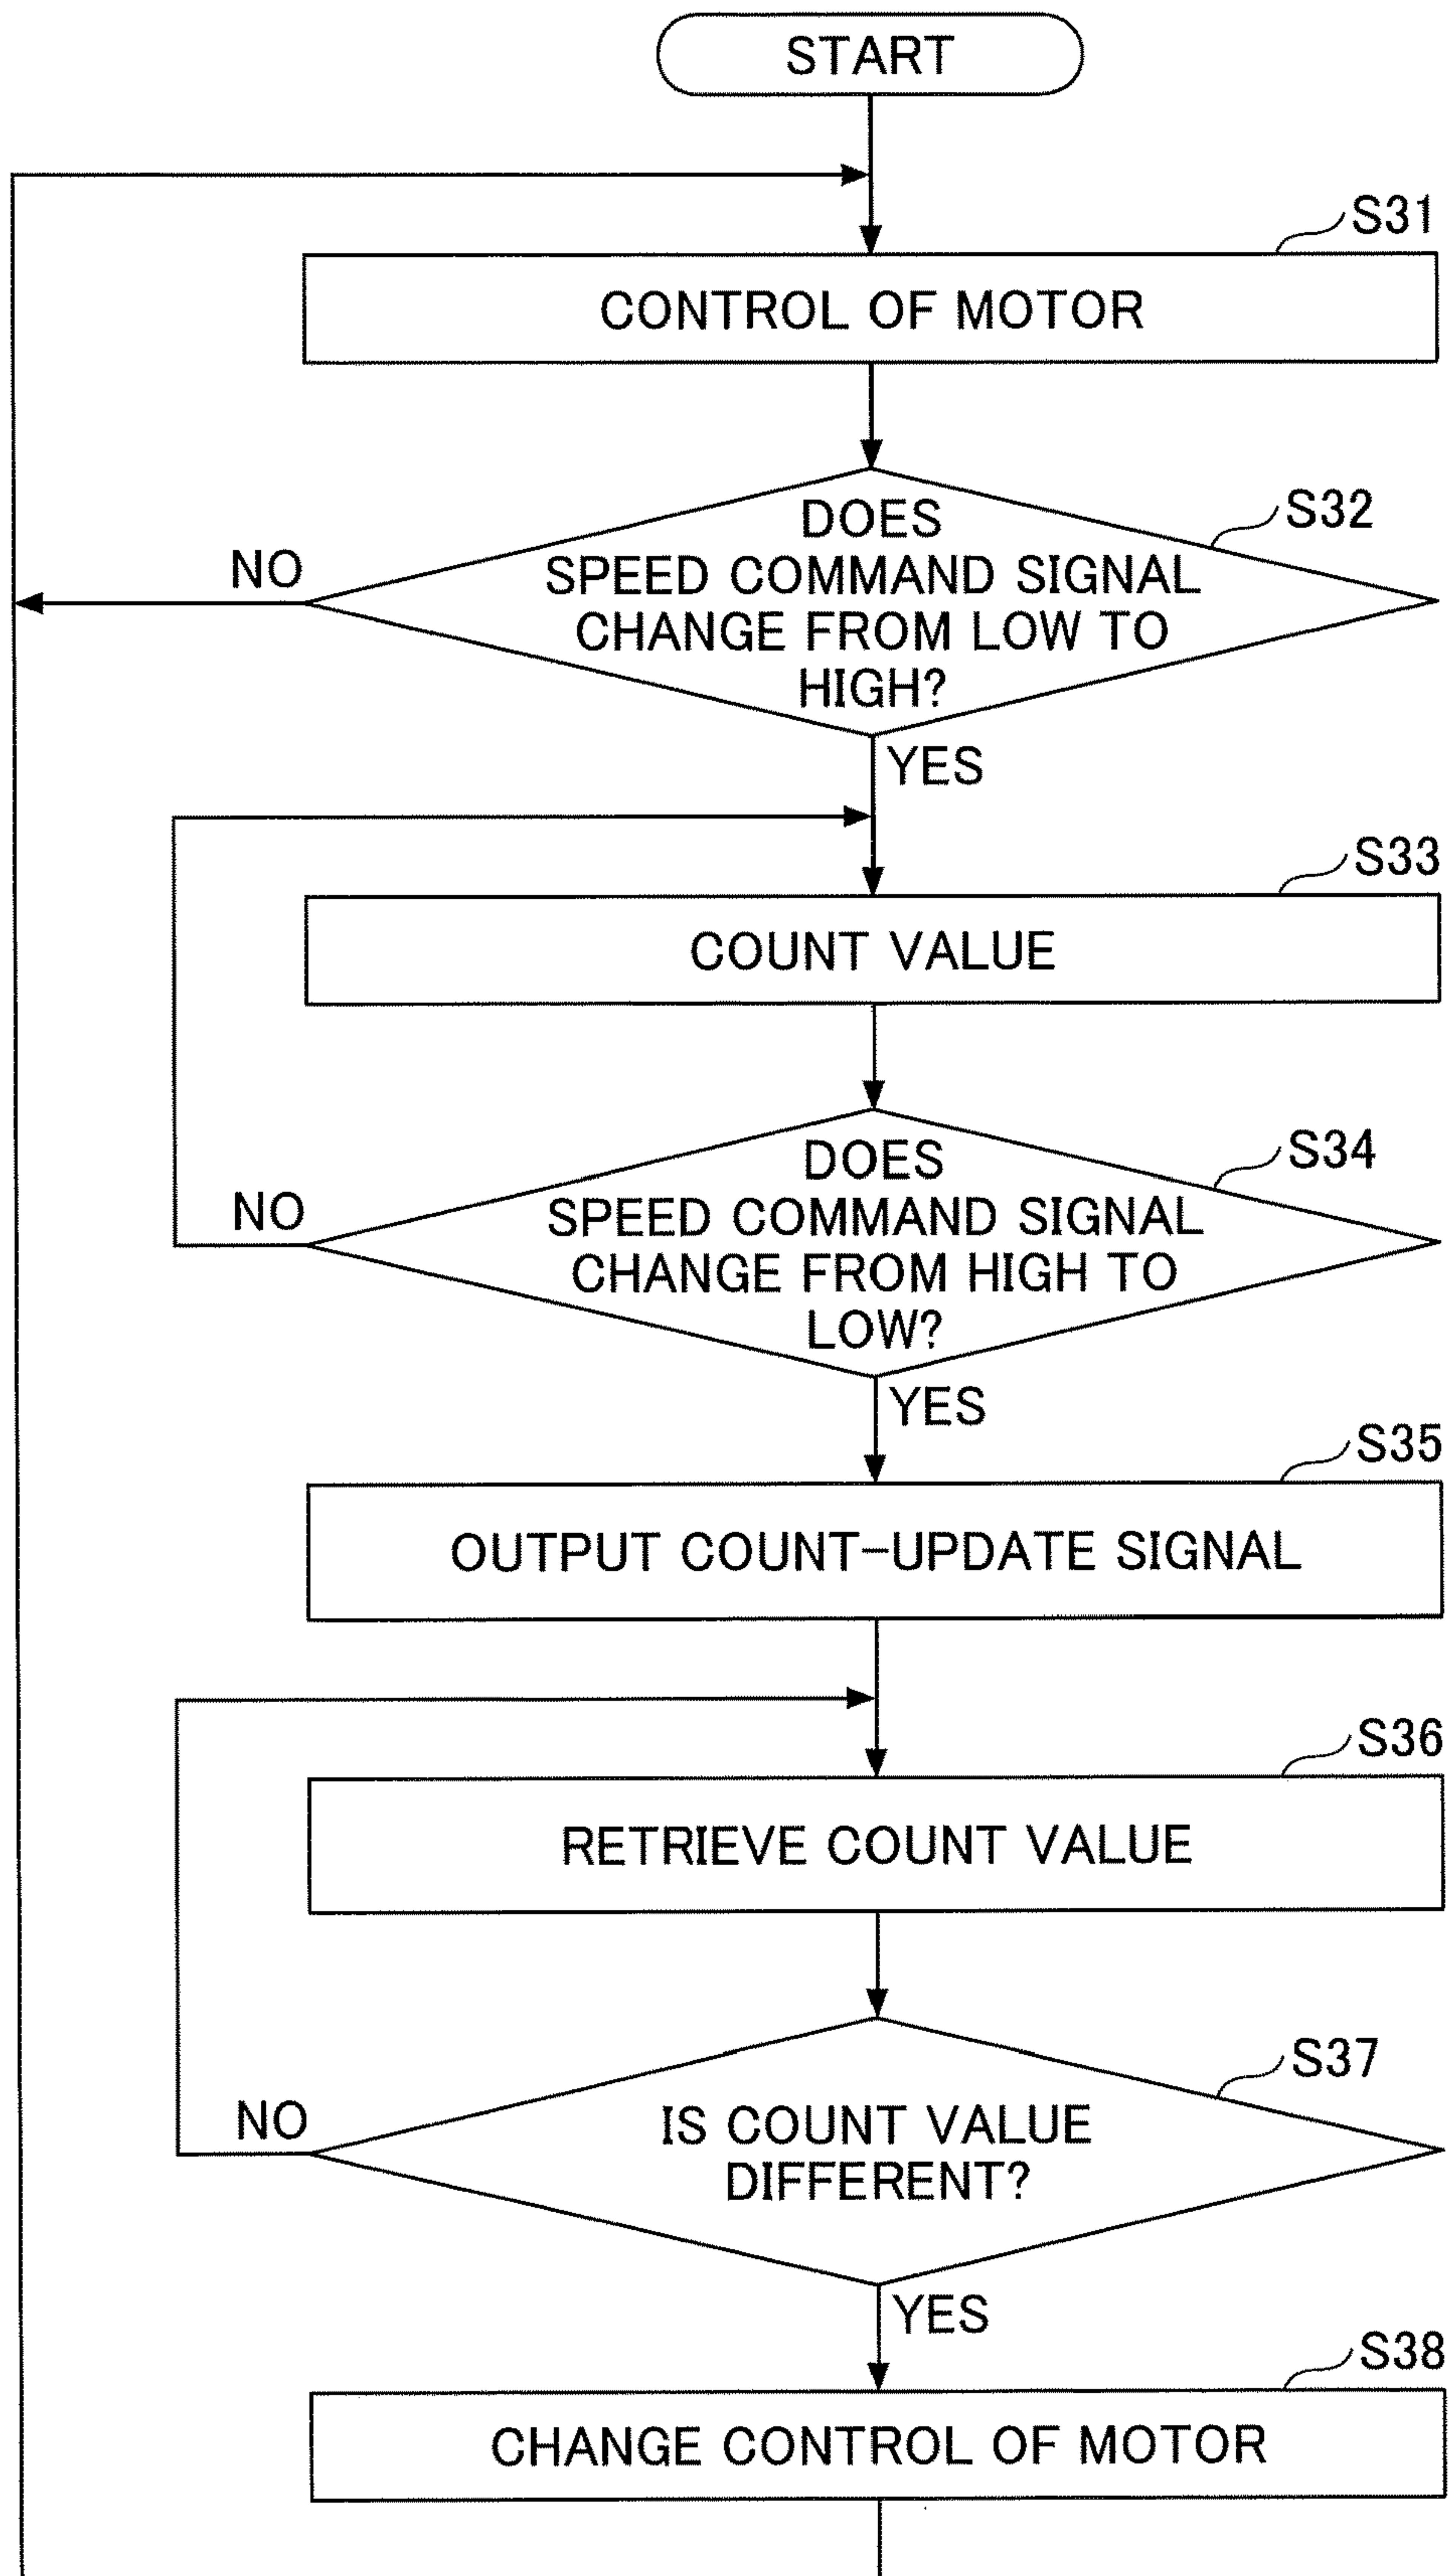 START
S31
CONTROL OF MOTOR
S32
DOES
SPEED COMMAND SIGNAL
CHANGE FROM LOW TO
HIGH?
NO
YES
S33
COUNT VALUE
S34
DOES
SPEED COMMAND SIGNAL
CHANGE FROM HIGH TO
LOW?
NO
YES
S35
OUTPUT COUNT-UPDATE SIGNAL
S36
RETRIEVE COUNT VALUE
S37
IS COUNT VALUE
DIFFERENT?
NO
YES
S38
CHANGE CONTROL OF MOTOR